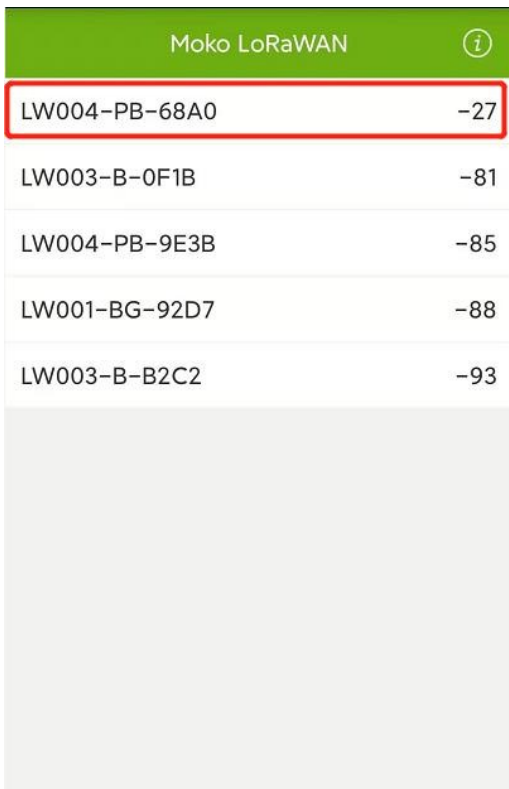 Moko LoRaWAN
LW004-PB-68A0 -27
LW003-B-0F1B -81
LW004-PB-9E3B -85
LW001-BG-92D7 -88
LW003-B-B2C2 -93